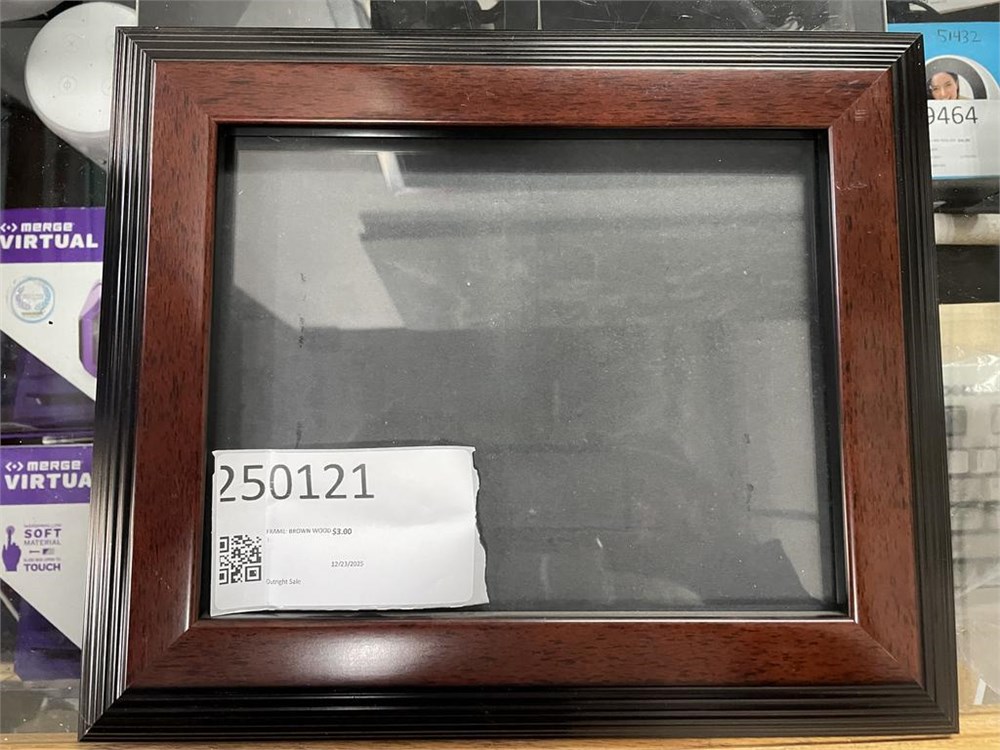 51432
9464
MERGE
VIRTUAL
MERGE
VIRTUA
SOFT
MATERIAL
TOUCH
250121
FRAME: BROWN WOOD $3.00
12/23/2025
Outright Sale